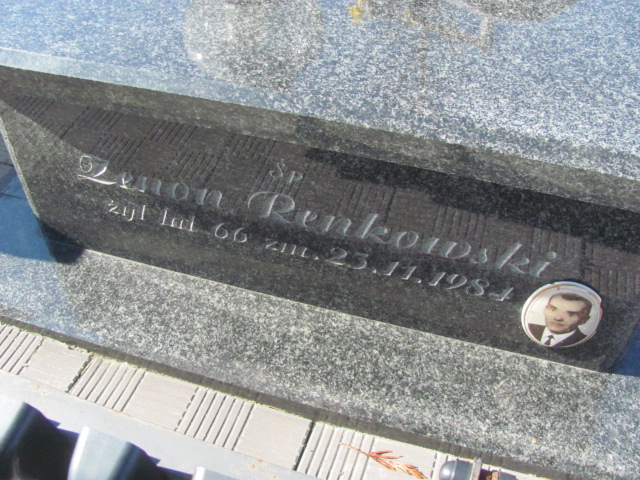 Śp.
Zenon Renkowski
żył lat 66 zm. 25.11.1984